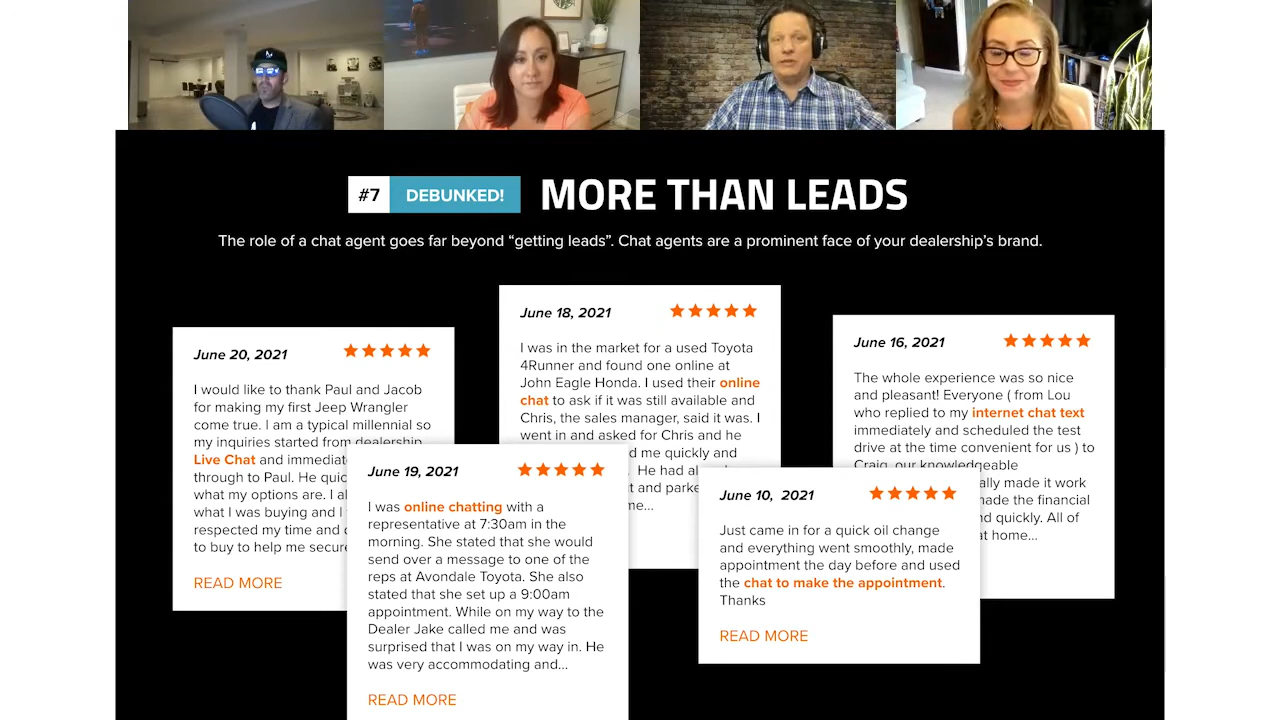 #7 DEBUNKED! MORE THAN LEADS
The role of a chat agent goes far beyond “getting leads”. Chat agents are a prominent face of your dealership’s brand.
June 20, 2021
I would like to thank Paul and Jacob
for making my first Jeep Wrangler
come true. I am a typical millennial so
my inquiries started from dealership
Live Chat and immediat
through to Paul. He quic
what my options are. I al
what I was buying and I
respected my time and
to buy to help me secure
READ MORE
June 19, 2021
I was online chatting with a
representative at 7:30am in the
morning. She stated that she would
send over a message to one of the
reps at Avondale Toyota. She also
stated that she set up a 9:00am
appointment. While on my way to the
Dealer Jake called me and was
surprised that I was on my way in. He
was very accommodating and...
READ MORE
June 18, 2021
I was in the market for a used Toyota
4Runner and found one online at
John Eagle Honda. I used their online
chat to ask if it was still available and
Chris, the sales manager, said it was. I
went in and asked for Chris and he
d me quickly and
. He had al
t and parke
me...
June 10, 2021
Just came in for a quick oil change
and everything went smoothly, made
appointment the day before and used
the chat to make the appointment.
Thanks
READ MORE
June 16, 2021
The whole experience was so nice
and pleasant! Everyone ( from Lou
who replied to my internet chat text
immediately and scheduled the test
drive at the time convenient for us ) to
Craig, our knowledgeable
ally made it work
made the financial
nd quickly. All of
at home...